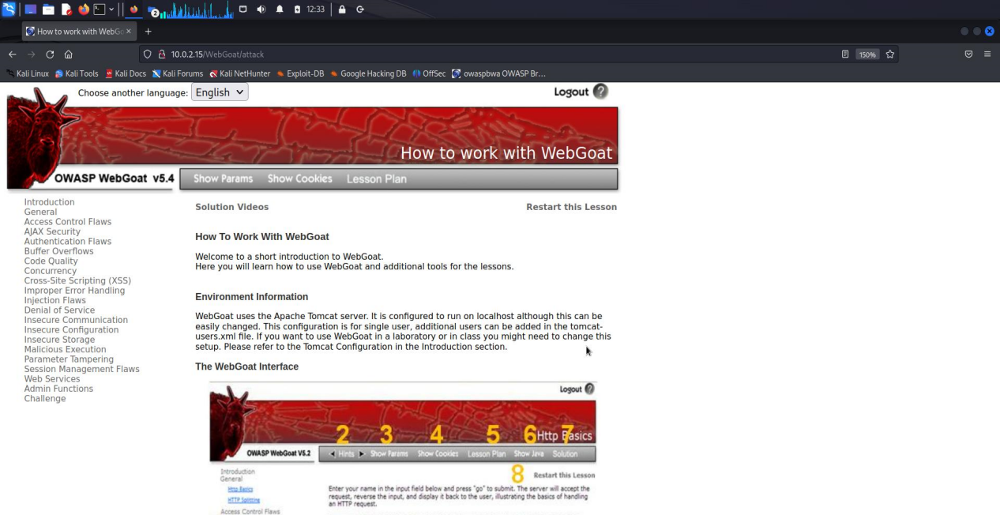 2
12:33
How to work with WebGo
10.0.2.15/WebGoat/attack
150%
Kali Linux Kali Tools Kali Docs Kali Forums Kali NetHunter Exploit-DB Google Hacking DB OffSec owaspbwa OWASP Br...
Choose another language: English
Logout ?
How to work with WebGoat
OWASP WebGoat v5.4
Show Params Show Cookies Lesson Plan
Introduction
General
Access Control Flaws
AJAX Security
Authentication Flaws
Buffer Overflows
Code Quality
Concurrency
Cross-Site Scripting (XSS)
Improper Error Handling
Injection Flaws
Denial of Service
Insecure Communication
Insecure Configuration
Insecure Storage
Malicious Execution
Parameter Tampering
Session Management Flaws
Web Services
Admin Functions
Challenge
Solution Videos
Restart this Lesson
How To Work With WebGoat
Welcome to a short introduction to WebGoat.
Here you will learn how to use WebGoat and additional tools for the lessons.
Environment Information
WebGoat uses the Apache Tomcat server. It is configured to run on localhost although this can be
easily changed. This configuration is for single user, additional users can be added in the tomcat-
users.xml file. If you want to use WebGoat in a laboratory or in class you might need to change this
setup. Please refer to the Tomcat Configuration in the Introduction section.
The WebGoat Interface
Logout ?
2 3 4 5 6 7
Http Basics
OWASP WebGoat V5.2
Hints Show Params Show Cookies Lesson Plan Show Java Solution
8
Restart this Lesson
Introduction
General
Http Basics
HTTP Splitting
Access Control Flaws
Enter your name in the input field below and press "go" to submit. The server will accept the
request, reverse the input, and display it back to the user, illustrating the basics of handling
an HTTP request.